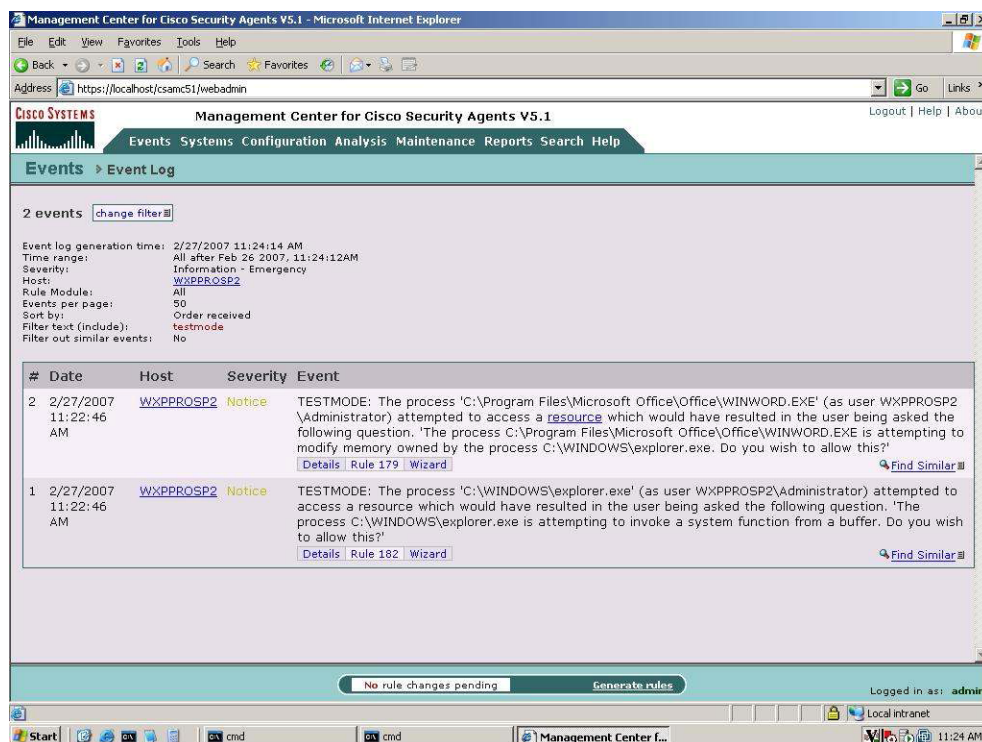 Management Center for Cisco Security Agents V5.1 - Microsoft Internet Explorer
File Edit View Favorites Tools Help
Back Search Favorites
Address https://localhost/csamc51/webadmin Go Links
CISCO SYSTEMS
Management Center for Cisco Security Agents V5.1
Logout | Help | Abou
Events Systems Configuration Analysis Maintenance Reports Search Help
Events > Event Log
2 events change filter
Event log generation time: 2/27/2007 11:24:14 AM
Time range: All after Feb 26 2007, 11:24:12AM
Severity: Information - Emergency
Host: WXPPROSP2
Rule Module: All
Events per page: 50
Sort by: Order received
Filter text (include): testmode
Filter out similar events: No
# Date Host Severity Event
2 2/27/2007 11:22:46 AM WXPPROSP2 Notice TESTMODE: The process 'C:\Program Files\Microsoft Office\Office\WINWORD.EXE' (as user WXPPROSP2
\Administrator) attempted to access a resource which would have resulted in the user being asked the
following question. 'The process C:\Program Files\Microsoft Office\Office\WINWORD.EXE is attempting to
modify memory owned by the process C:\WINDOWS\explorer.exe. Do you wish to allow this?'
Details Rule 179 Wizard Find Similar
1 2/27/2007 11:22:46 AM WXPPROSP2 Notice TESTMODE: The process 'C:\WINDOWS\explorer.exe' (as user WXPPROSP2\Administrator) attempted to
access a resource which would have resulted in the user being asked the following question. 'The
process C:\WINDOWS\explorer.exe is attempting to invoke a system function from a buffer. Do you wish
to allow this?'
Details Rule 182 Wizard Find Similar
No rule changes pending Generate rules
Logged in as: admin
Local intranet
Start cmd cmd Management Center f... 11:24 AM